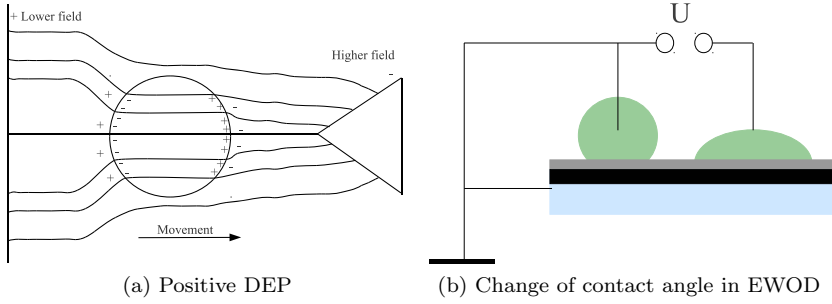 + Lower field
Higher field
-
Movement
U
(a) Positive DEP
(b) Change of contact angle in EWOD